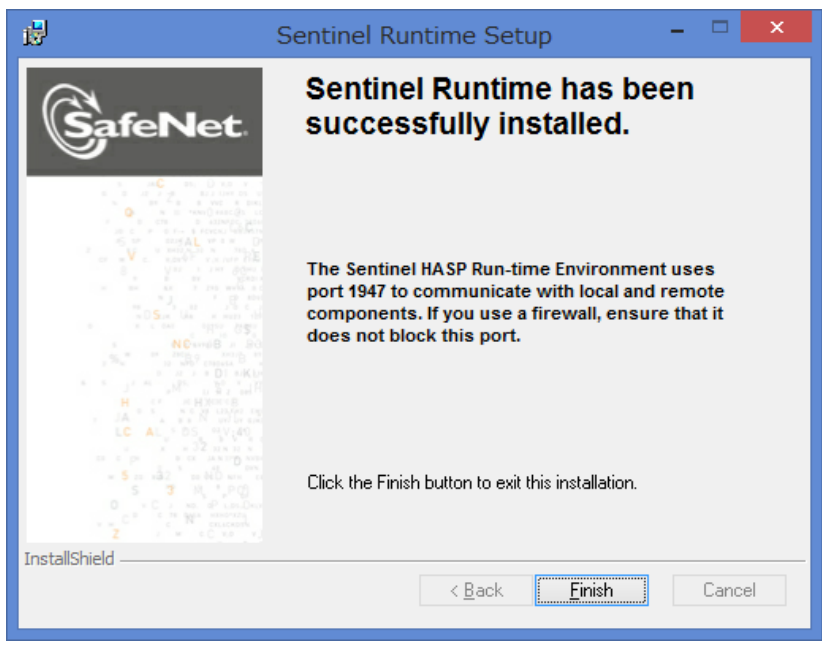 Sentinel Runtime Setup
SafeNet.
Sentinel Runtime has been
successfully installed.
The Sentinel HASP Run-time Environment uses
port 1947 to communicate with local and remote
components. If you use a firewall, ensure that it
does not block this port.
Click the Finish button to exit this installation.
InstallShield
< Back
Finish
Cancel